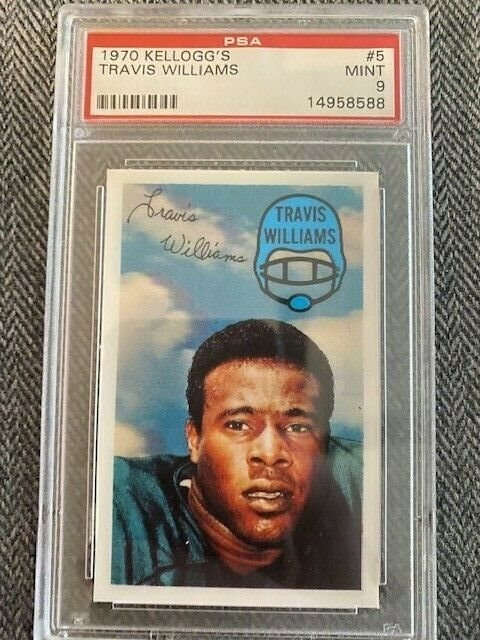 PSA
1970 KELLOGG'S #5
TRAVIS WILLIAMS MINT
9
14958588
Travis
Williams
TRAVIS
WILLIAMS